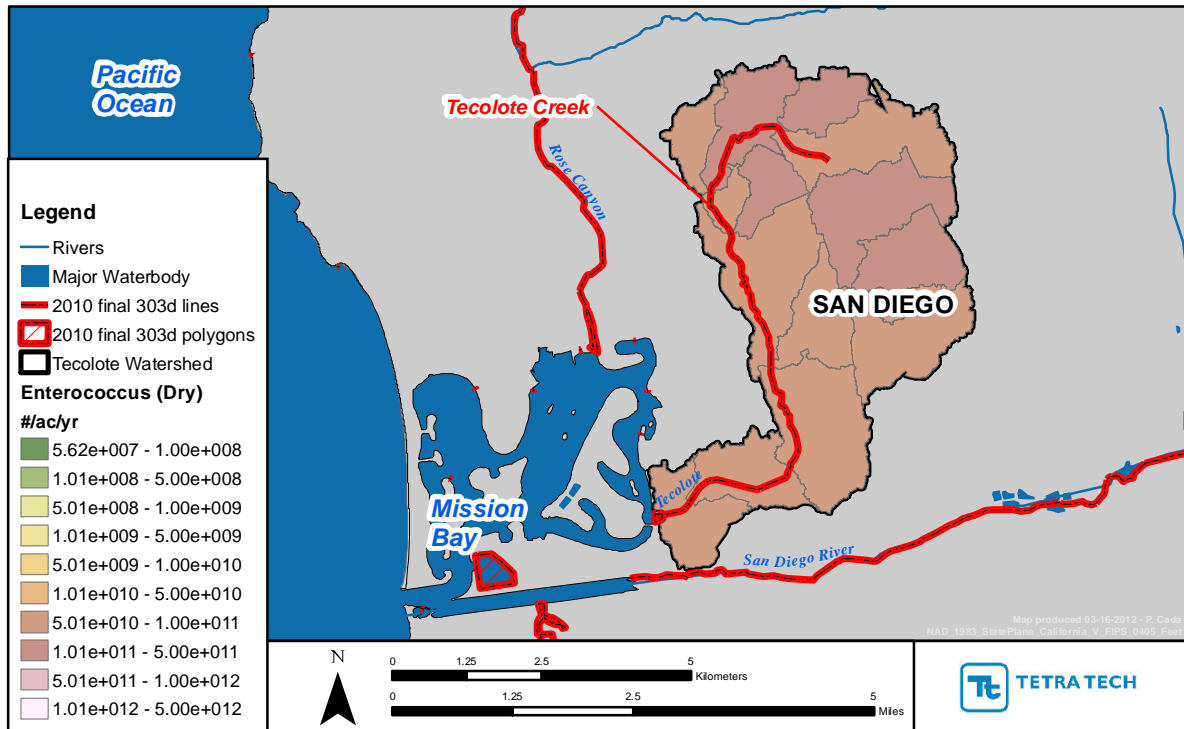 Pacific
Ocean
Tecolote Creek
Rose Canyon
SAN DIEGO
Tecolote
Mission
Bay
San Diego River
Map produced 03-16-2012 - P. Cada
NAD_1983_StatePlane_California_V_FIPS_0405_Feet
Legend
Rivers
Major Waterbody
2010 final 303d lines
2010 final 303d polygons
Tecolote Watershed
Enterococcus (Dry)
#/ac/yr
5.62e+007 - 1.00e+008
1.01e+008 - 5.00e+008
5.01e+008 - 1.00e+009
1.01e+009 - 5.00e+009
5.01e+009 - 1.00e+010
1.01e+010 - 5.00e+010
5.01e+010 - 1.00e+011
1.01e+011 - 5.00e+011
5.01e+011 - 1.00e+012
1.01e+012 - 5.00e+012
N
0 1.25 2.5 5
Kilometers
0 1.25 2.5 5
Miles
Tt TETRA TECH